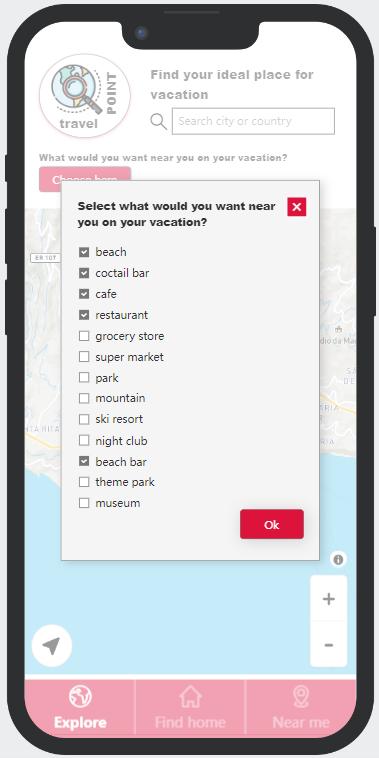 POINT
travel
Find your ideal place for
vacation
Search city or country
What would you want near you on your vacation?
Choose here
ER 107
Select what would you want near
you on your vacation?
beach
coctail bar
cafe
restaurant
grocery store
super market
park
mountain
ski resort
night club
beach bar
theme park
museum
Ok
Explore
Find home
Near me